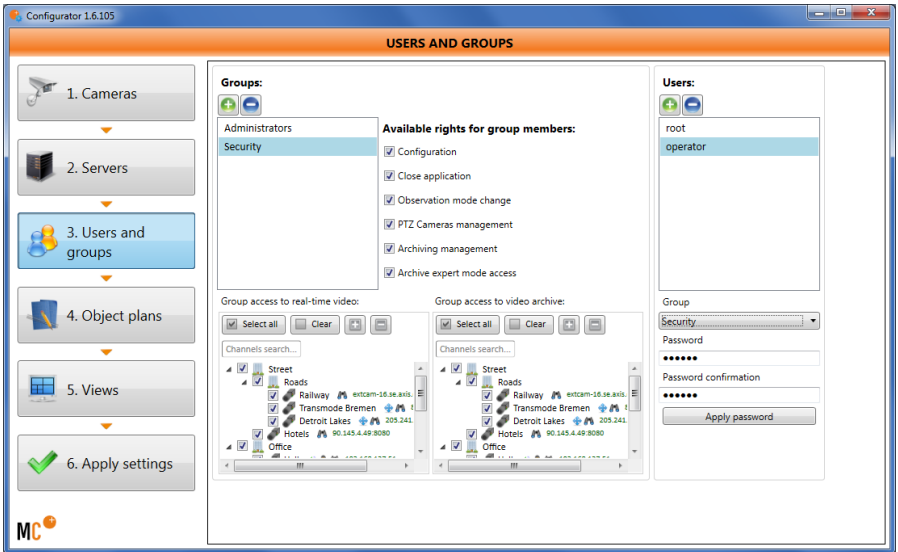 Configurator 1.6.105
USERS AND GROUPS
1. Cameras
2. Servers
3. Users and
groups
4. Object plans
5. Views
6. Apply settings
MC
Groups:
Administrators
Security
Available rights for group members:
Configuration
Close application
Observation mode change
PTZ Cameras management
Archiving management
Archive expert mode access
Group access to real-time video:
Select all
Clear
Channels search...
Street
Roads
Railway extcam-16.se.axis.
Transmode Bremen
Detroit Lakes 205.241.
Hotels 90.145.4.49:8080
Office
Group access to video archive:
Select all
Clear
Channels search...
Street
Roads
Railway extcam-16.se.axis.
Transmode Bremen
Detroit Lakes 205.241.
Hotels 90.145.4.49:8080
Office
Users:
root
operator
Group
Security
Password
••••••
Password confirmation
••••••
Apply password